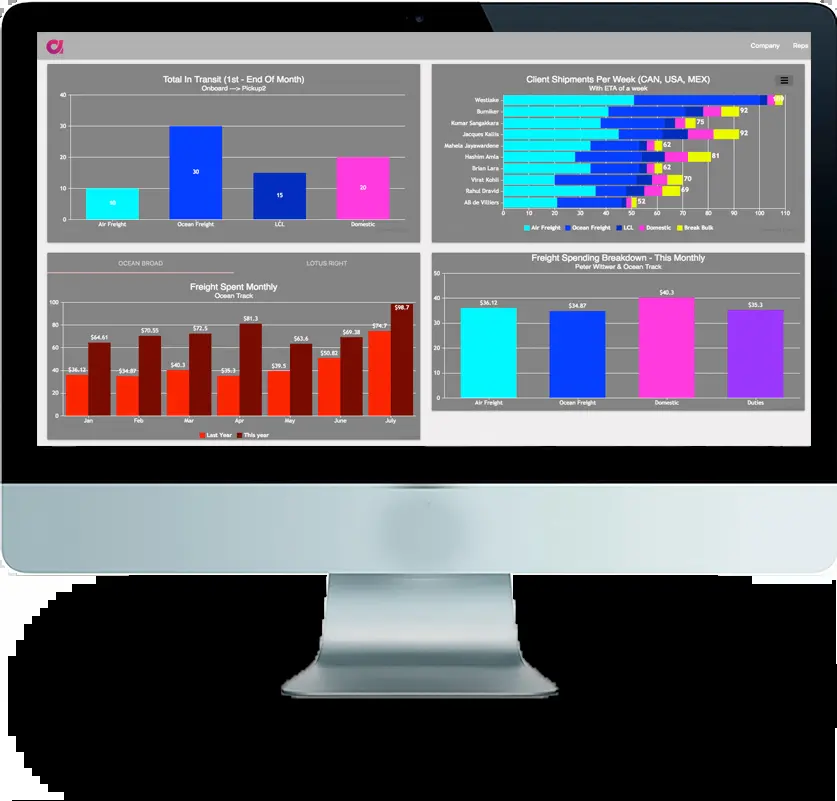 Company Repo
Total In Transit (1st - End Of Month)
Onboard —> Pickup2
40
30
20
10
0
10
30
15
20
Air Freight Ocean Freight LCL Domestic
Client Shipments Per Week (CAN, USA, MEX)
With ETA of a week
Westlake
Burniker 92
Kumar Sangakkara 75
Jacques Kallis 92
Mahela Jayawardena 62
Hashim Amla 81
Brian Lara 62
Virat Kohli 70
Rahul Dravid 69
AB de Villiers 52
0 10 20 30 40 50 60 70 80 90 100 110
Air Freight Ocean Freight LCL Domestic Break Bulk
OCEAN BROAD LOTUS RIGHT
Freight Spent Monthly
Ocean Track
100
80
60
40
20
0
$36.12 $64.61
$34.87 $70.55
$40.3 $72.5
$35.3 $81.3
$39.5 $63.6
$50.82 $69.38
$74.7 $98.7
Jan Feb Mar Apr May June July
Last Year This year
Freight Spending Breakdown - This Monthly
Peter Wittwer & Ocean Track
50
40
30
20
10
0
$36.12 $34.87 $40.3 $35.3
Air Freight Ocean Freight Domestic Duties